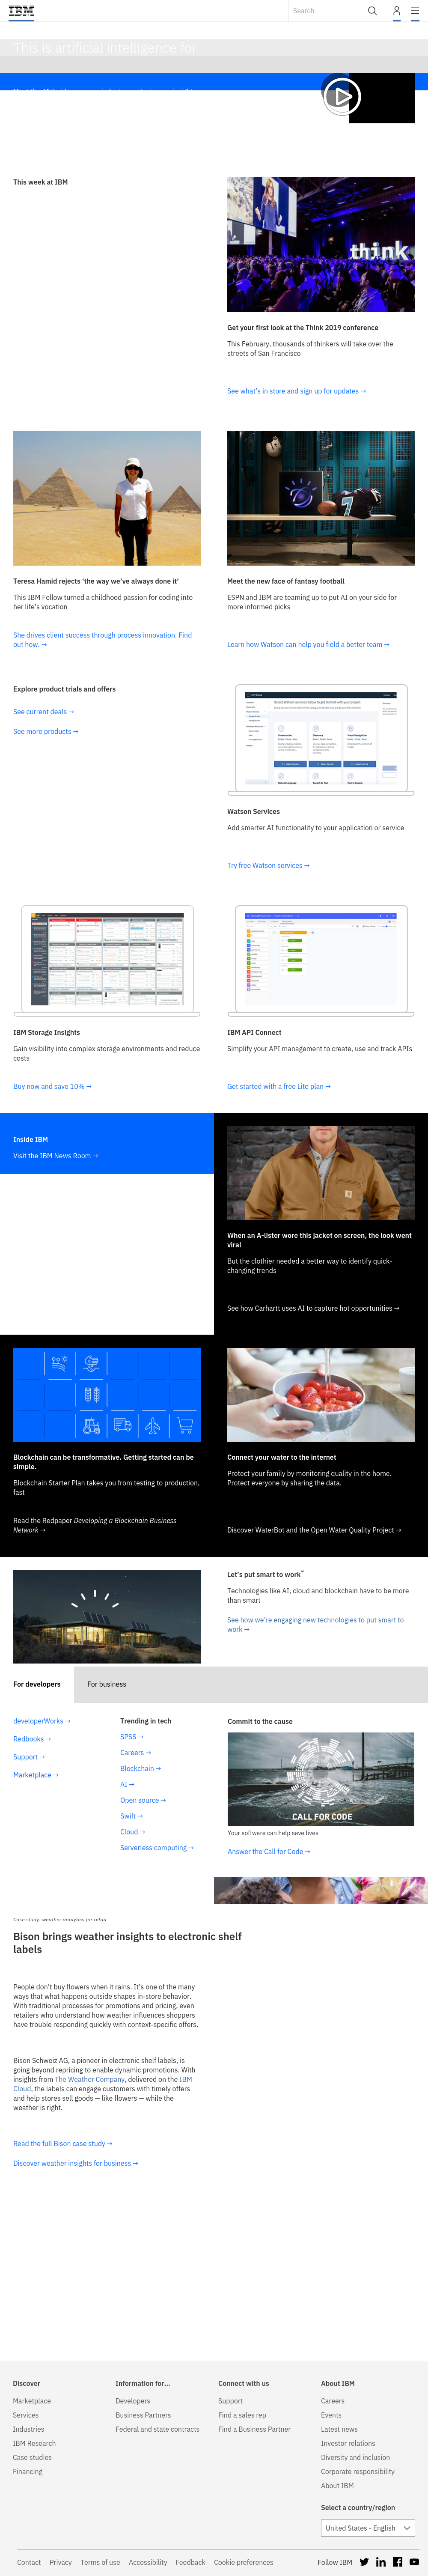 IBM
Search
This is artificial intelligence for
This week at IBM
think
Get your first look at the Think 2019 conference
This February, thousands of thinkers will take over the
streets of San Francisco
See what's in store and sign up for updates →
Teresa Hamid rejects 'the way we've always done it'
This IBM Fellow turned a childhood passion for coding into
her life's vocation
She drives client success through process innovation. Find
out how. →
Meet the new face of fantasy football
ESPN and IBM are teaming up to put AI on your side for
more informed picks
Learn how Watson can help you field a better team →
Explore product trials and offers
See current deals →
See more products →
Watson Services
Add smarter AI functionality to your application or service
Try free Watson services →
IBM Storage Insights
Gain visibility into complex storage environments and reduce
costs
Buy now and save 10% →
IBM API Connect
Simplify your API management to create, use and track APIs
Get started with a free Lite plan →
Inside IBM
Visit the IBM News Room →
When an A-lister wore this jacket on screen, the look went
viral
But the clothier needed a better way to identify quick-
changing trends
See how Carhartt uses AI to capture hot opportunities →
Blockchain can be transformative. Getting started can be
simple.
Blockchain Starter Plan takes you from testing to production,
fast
Read the Redpaper Developing a Blockchain Business
Network →
Connect your water to the internet
Protect your family by monitoring quality in the home.
Protect everyone by sharing the data.
Discover WaterBot and the Open Water Quality Project →
Let's put smart to work™
Technologies like AI, cloud and blockchain have to be more
than smart
See how we're engaging new technologies to put smart to
work →
For developers
For business
developerWorks →
Redbooks →
Support →
Marketplace →
Trending in tech
SPSS →
Careers →
Blockchain →
AI →
Open source →
Swift →
Cloud →
Serverless computing →
Commit to the cause
CALL FOR CODE
Your software can help save lives
Answer the Call for Code →
Case study: weather analytics for retail
Bison brings weather insights to electronic shelf
labels
People don't buy flowers when it rains. It's one of the many
ways that what happens outside shapes in-store behavior.
With traditional processes for promotions and pricing, even
retailers who understand how weather influences shoppers
have trouble responding quickly with context-specific offers.
Bison Schweiz AG, a pioneer in electronic shelf labels, is
going beyond repricing to enable dynamic promotions. With
insights from The Weather Company, delivered on the IBM
Cloud, the labels can engage customers with timely offers
and help stores sell goods — like flowers — while the
weather is right.
Read the full Bison case study →
Discover weather insights for business →
Discover
Marketplace
Services
Industries
IBM Research
Case studies
Financing
Information for...
Developers
Business Partners
Federal and state contracts
Connect with us
Support
Find a sales rep
Find a Business Partner
About IBM
Careers
Events
Latest news
Investor relations
Diversity and inclusion
Corporate responsibility
About IBM
Select a country/region
United States - English
Contact
Privacy
Terms of use
Accessibility
Feedback
Cookie preferences
Follow IBM